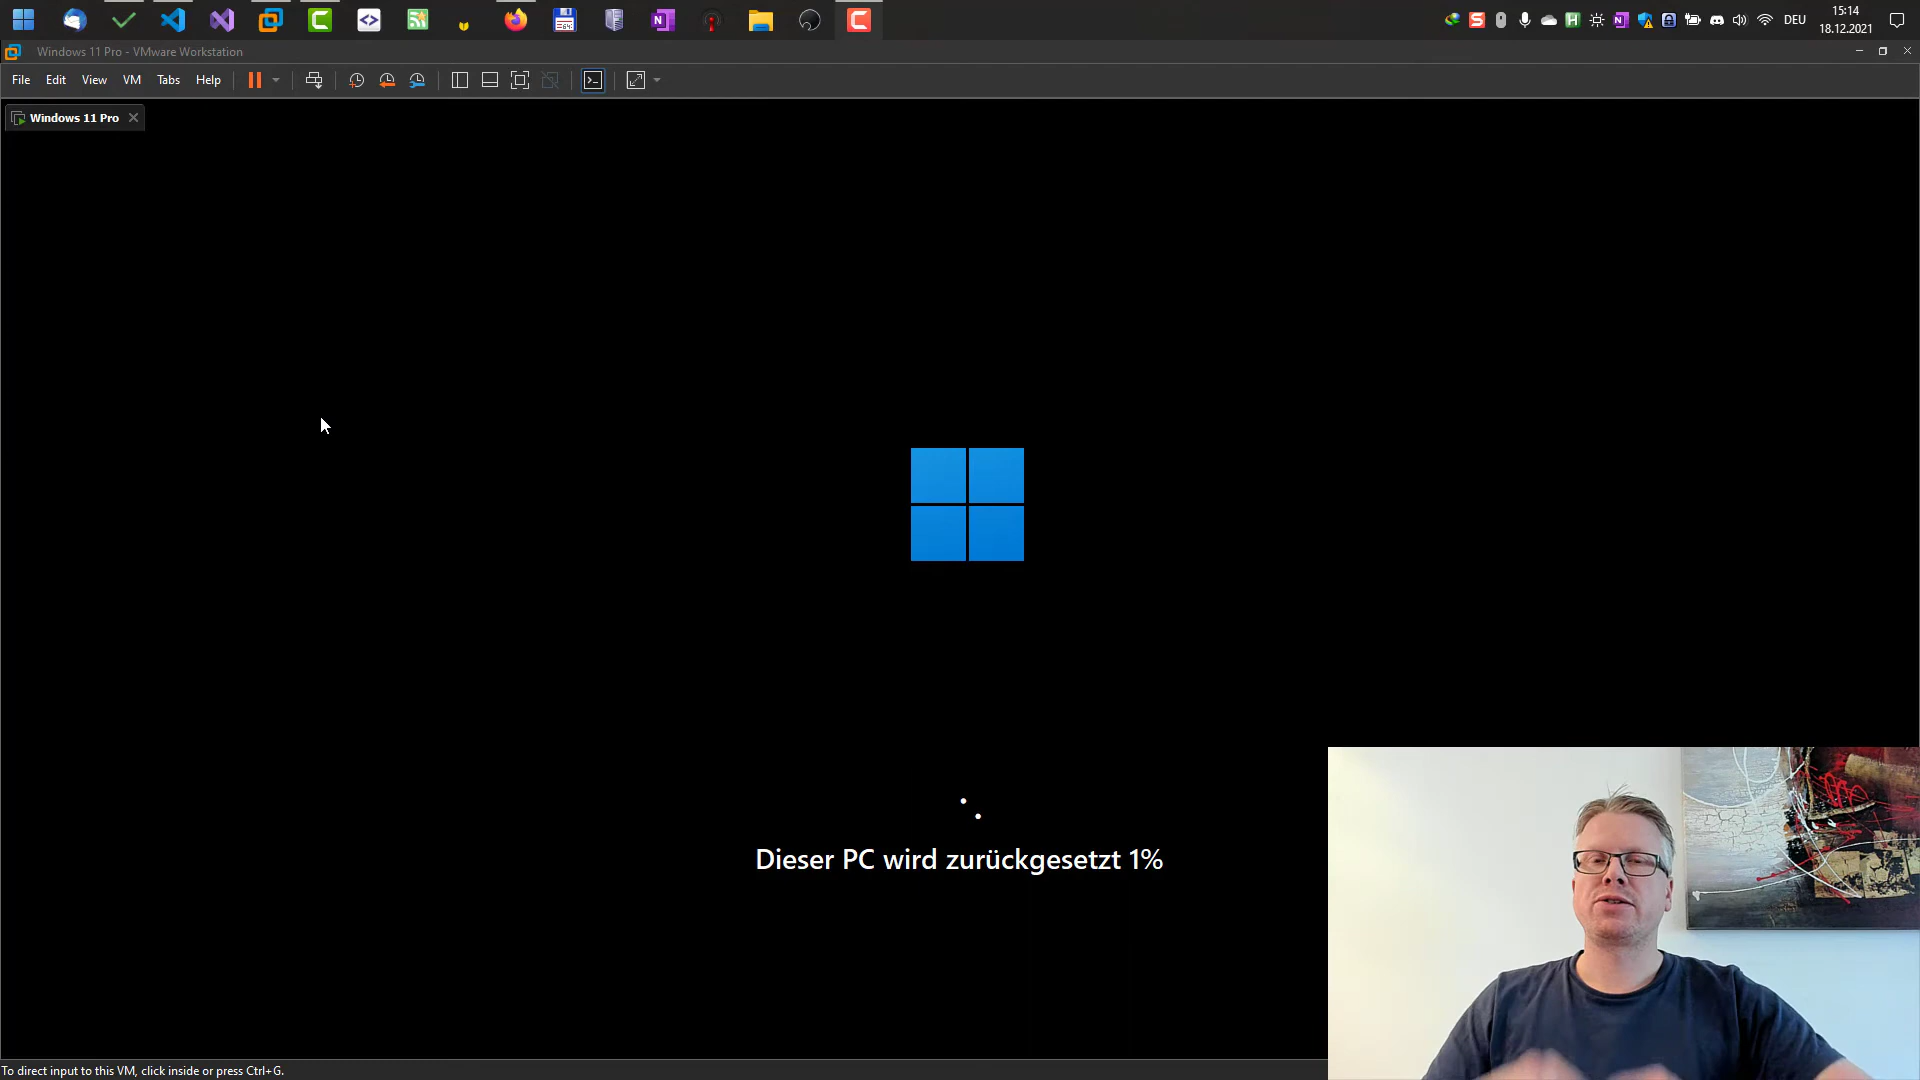 15:14
DEU
18.12.2021
Windows 11 Pro - VMware Workstation
File Edit View VM Tabs Help
Windows 11 Pro
Dieser PC wird zurückgesetzt 1%
To direct input to this VM, click inside or press Ctrl+G.